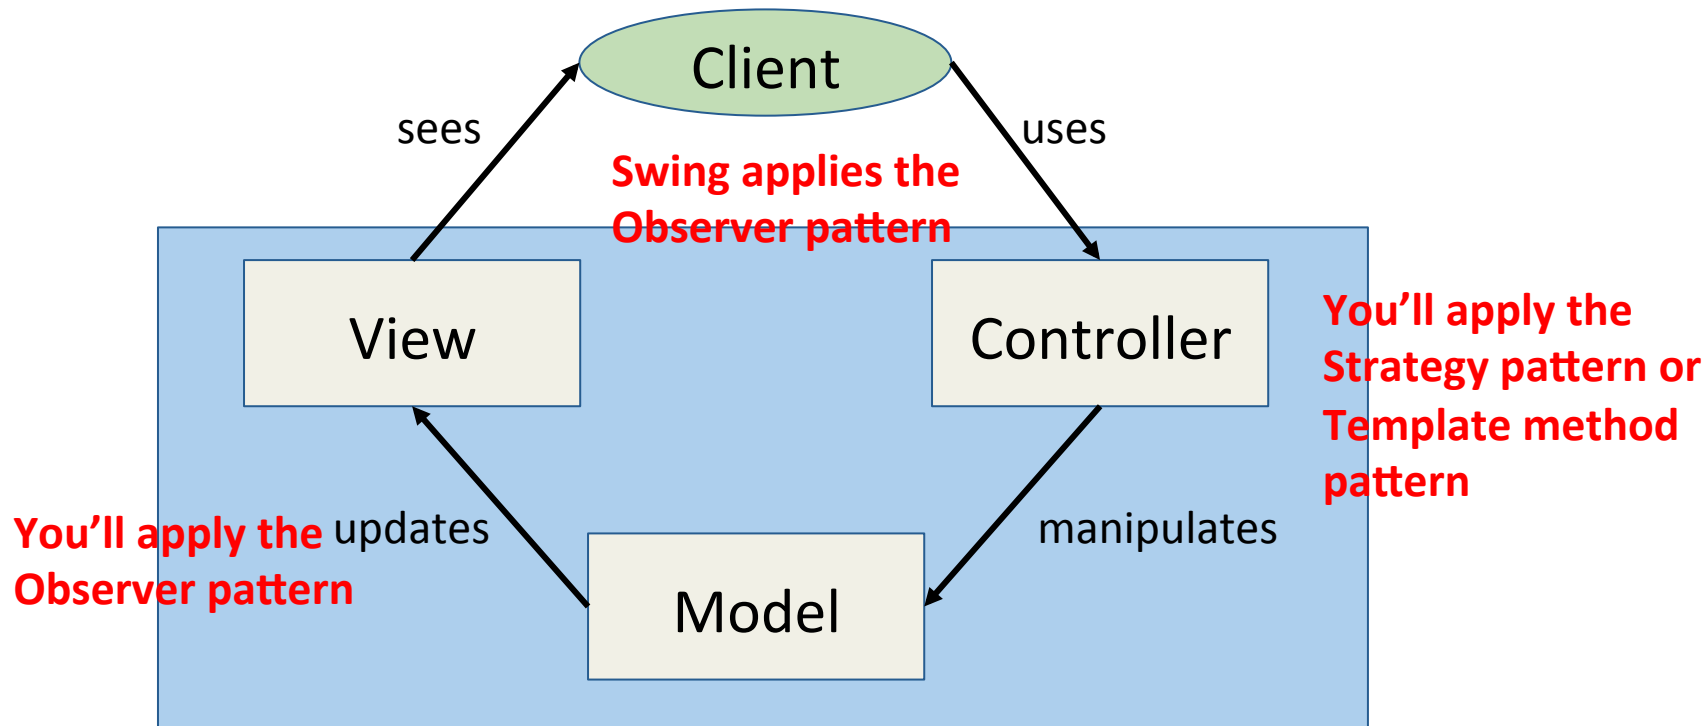 Client
sees
uses
Swing applies the
Observer pattern
View
Controller
You’ll apply the
Strategy pattern or
Template method
pattern
You’ll apply the
Observer pattern
updates
manipulates
Model